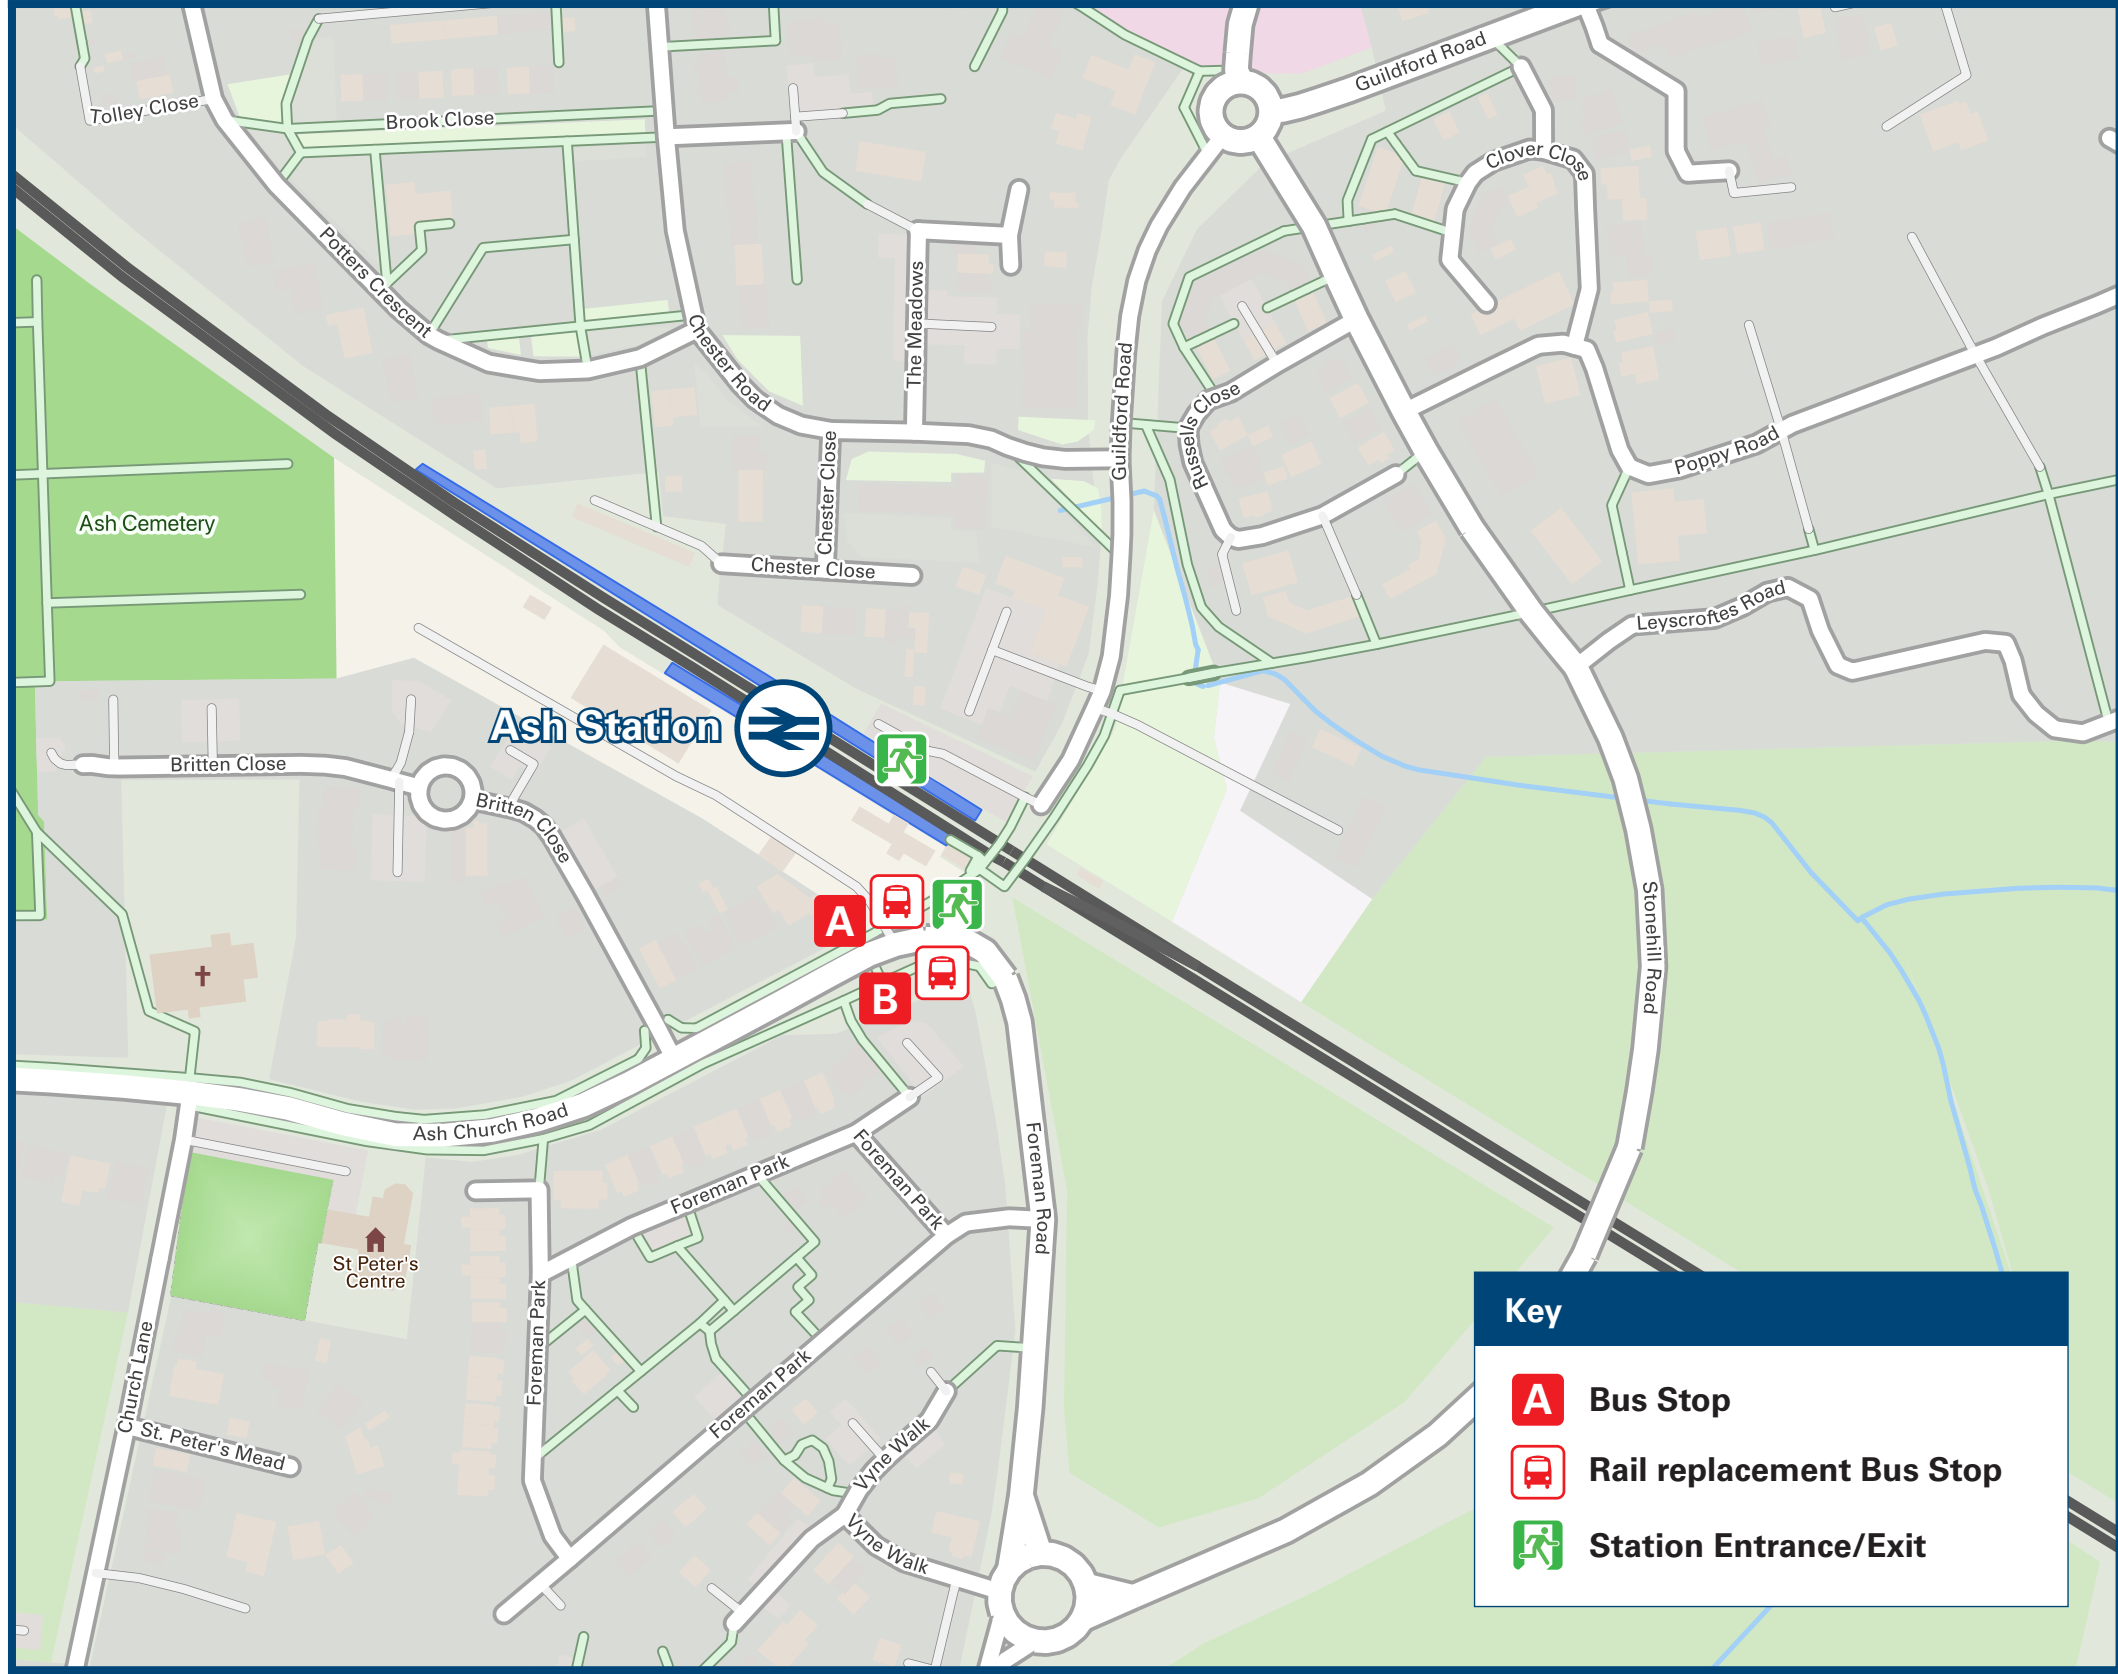 Guildford Road
Tolley Close
Brook Close
Clover Close
Potters Crescent
The Meadows
Chester Road
Guildford Road
Russells Close
Poppy Road
Chester Close
Ash Cemetery
Chester Close
Leyscroftes Road
Ash Station
Britten Close
Britten Close
A
B
Stonehill Road
Ash Church Road
Foreman Road
Foreman Park
Foreman Park
St Peter's
Centre
Foreman Park
Church Lane
Foreman Park
St. Peter's Mead
Vyne Walk
Vyne Walk
Key
A Bus Stop
Rail replacement Bus Stop
Station Entrance/Exit